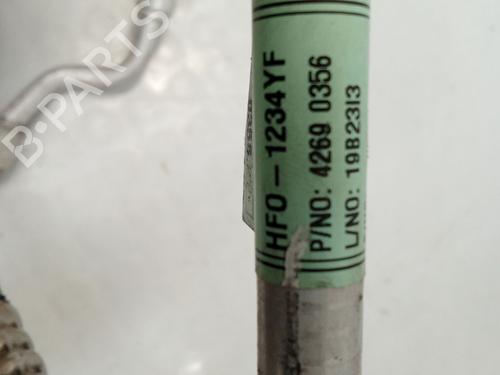 HFO-1234YF
P/NO: 4269 0356
L/NO: 19B23I3
B-PARTS